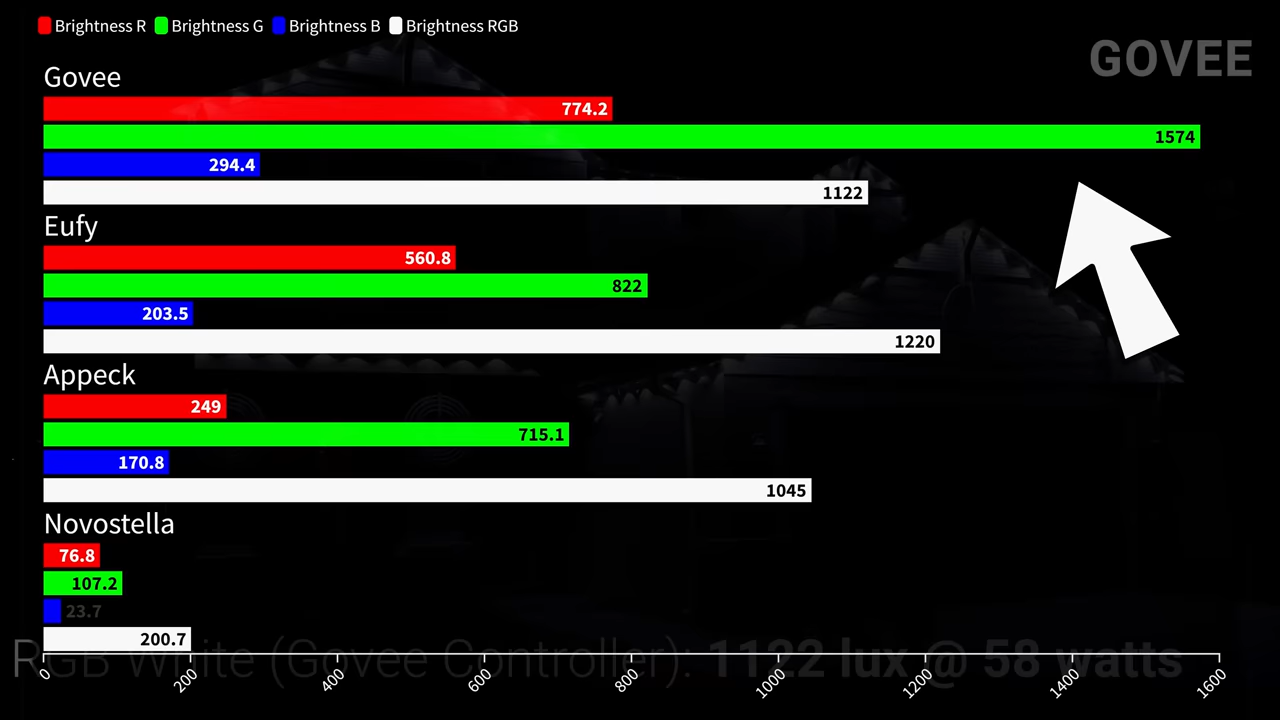 Brightness R Brightness G Brightness B Brightness RGB
GOVEE
Govee
774.2
1574
294.4
1122
Eufy
560.8
822
203.5
1220
Appeck
249
715.1
170.8
1045
Novostella
76.8
107.2
23.7
200.7
RGB White (Govee Controller): 1122 lux @ 58 watts
0 200 400 600 800 1000 1200 1400 1600